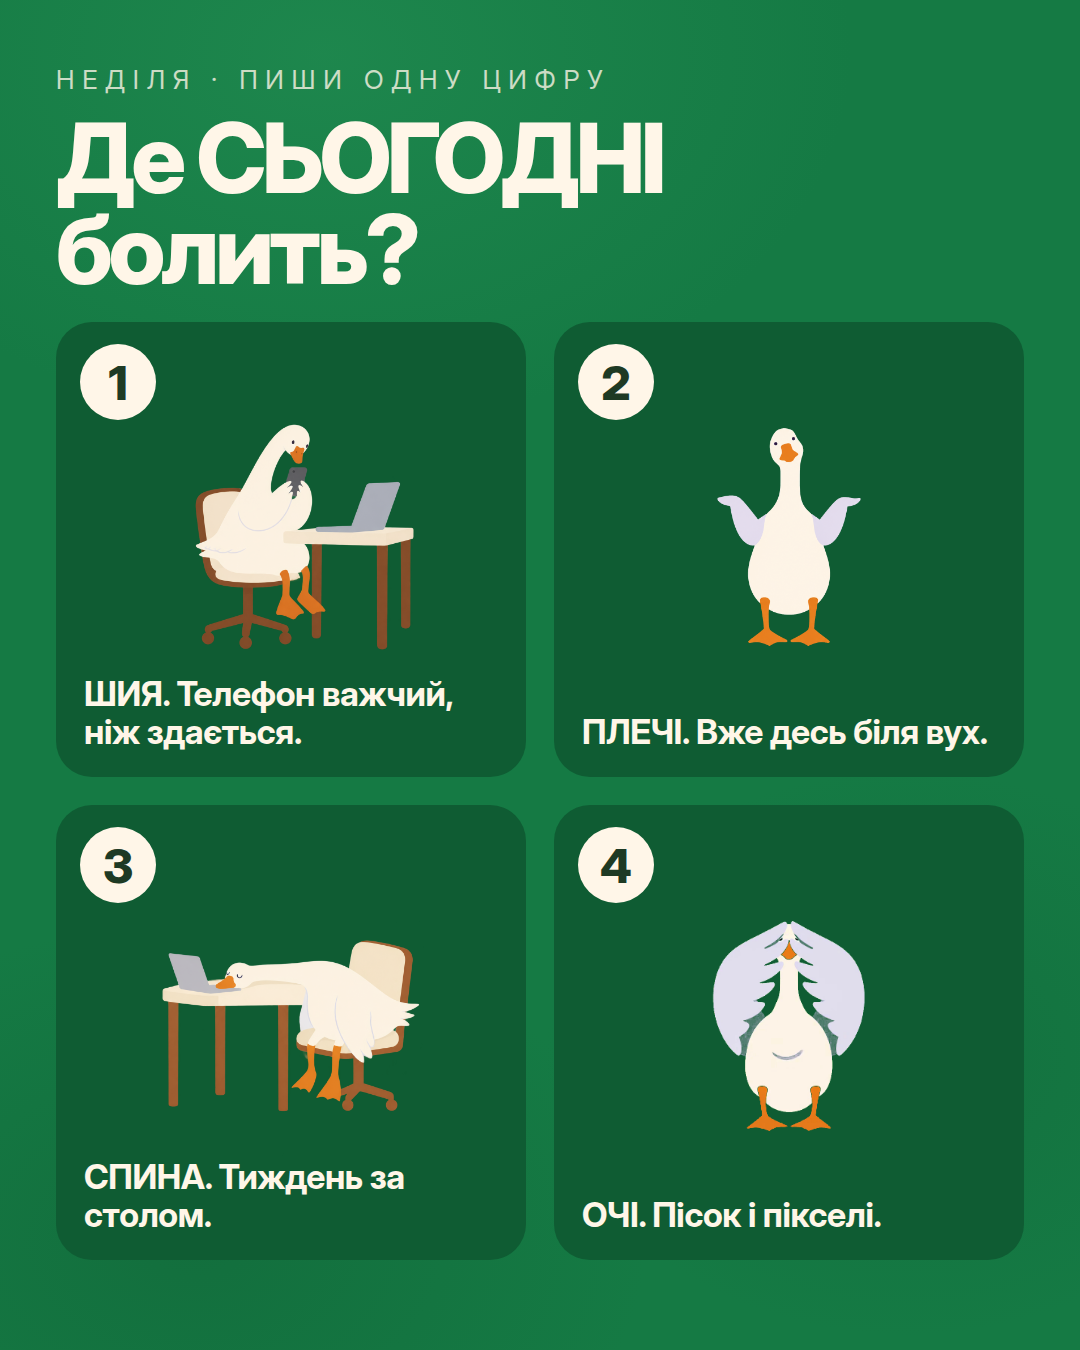 НЕДІЛЯ · ПИШИ ОДНУ ЦИФРУ
Де СЬОГОДНІ
болить?
1
ШИЯ. Телефон важчий,
ніж здається.
2
ПЛЕЧІ. Вже десь біля вух.
3
СПИНА. Тиждень за
столом.
4
ОЧІ. Пісок і пікселі.